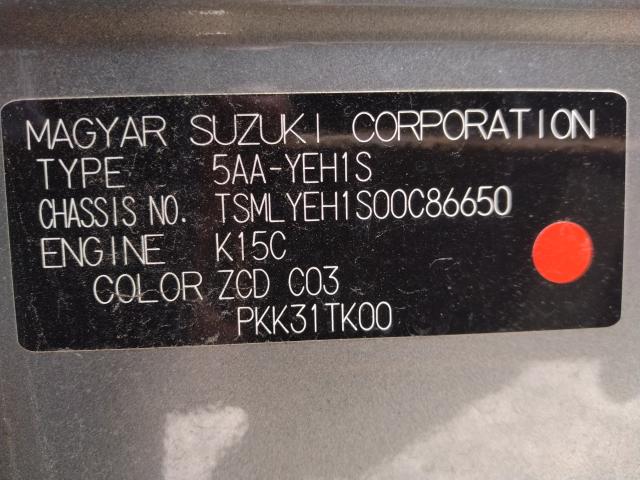 MAGYAR SUZUKI CORPORATION
TYPE 5AA-YEH1S
CHASSIS NO. TSMLYEH1S00C86650
ENGINE K15C
COLOR ZCD C03
PKK31TK00